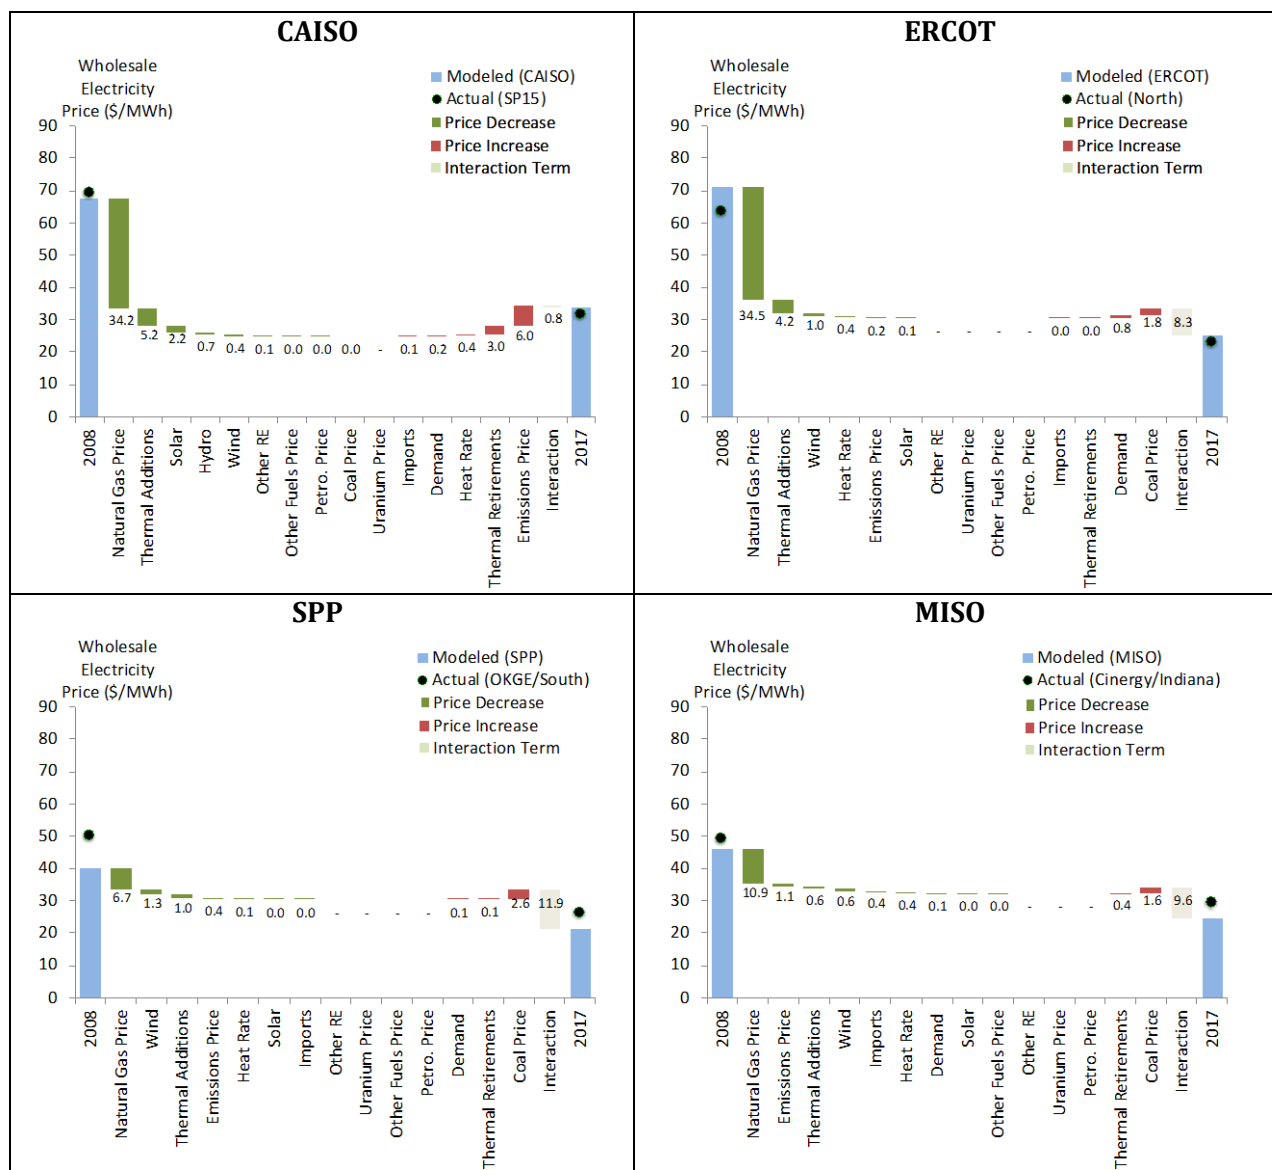 CAISO
Wholesale
Electricity
Price ($/MWh)
Modeled (CAISO)
Actual (SP15)
Price Decrease
Price Increase
Interaction Term
90
80
70
60
50
40
30
20
10
0
34.2
5.2
2.2
0.7
0.4
0.1
0.0
0.0
0.0
-
0.1
0.2
0.4
3.0
6.0
0.8
2008
Natural Gas Price
Thermal Additions
Solar
Hydro
Wind
Other RE
Other Fuels Price
Petro. Price
Coal Price
Uranium Price
Imports
Demand
Heat Rate
Thermal Retirements
Emissions Price
Interaction
2017
ERCOT
Wholesale
Electricity
Price ($/MWh)
Modeled (ERCOT)
Actual (North)
Price Decrease
Price Increase
Interaction Term
90
80
70
60
50
40
30
20
10
0
34.5
4.2
1.0
0.4
0.2
0.1
-
-
-
-
0.0
0.0
0.8
1.8
8.3
2008
Natural Gas Price
Thermal Additions
Wind
Heat Rate
Emissions Price
Solar
Other RE
Uranium Price
Other Fuels Price
Petro. Price
Imports
Thermal Retirements
Demand
Coal Price
Interaction
2017
SPP
Wholesale
Electricity
Price ($/MWh)
Modeled (SPP)
Actual (OKGE/South)
Price Decrease
Price Increase
Interaction Term
90
80
70
60
50
40
30
20
10
0
6.7
1.3
1.0
0.4
0.1
0.0
0.0
-
-
-
-
0.1
0.1
2.6
11.9
2008
Natural Gas Price
Wind
Thermal Additions
Emissions Price
Heat Rate
Solar
Imports
Other RE
Uranium Price
Other Fuels Price
Petro. Price
Demand
Thermal Retirements
Coal Price
Interaction
2017
MISO
Wholesale
Electricity
Price ($/MWh)
Modeled (MISO)
Actual (Cinergy/Indiana)
Price Decrease
Price Increase
Interaction Term
90
80
70
60
50
40
30
20
10
0
10.9
1.1
0.6
0.6
0.4
0.4
0.1
0.0
0.0
-
-
-
0.4
1.6
9.6
2008
Natural Gas Price
Emissions Price
Thermal Additions
Wind
Imports
Heat Rate
Demand
Solar
Other Fuels Price
Other RE
Uranium Price
Petro. Price
Thermal Retirements
Coal Price
Interaction
2017